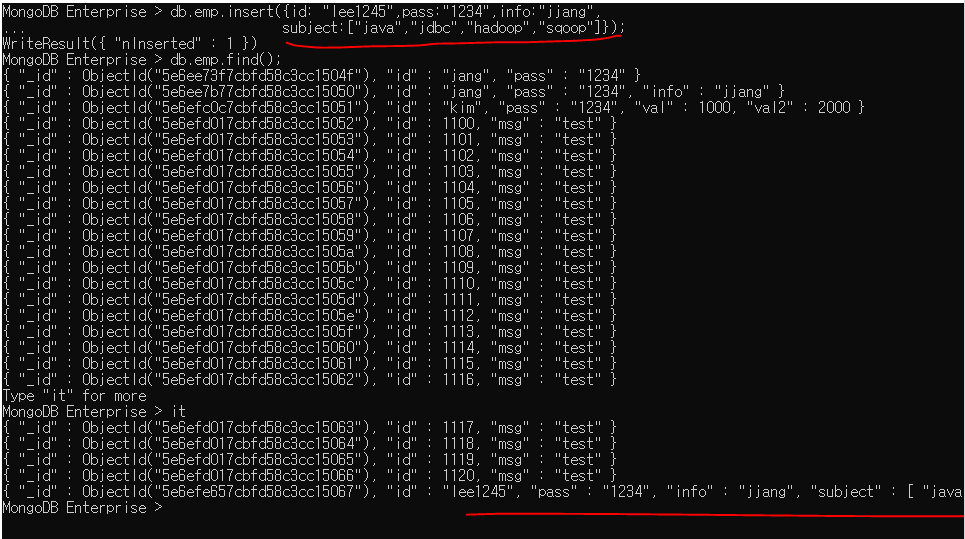 MongoDB Enterprise > db.emp.insert({id: "lee1245",pass:"1234",info:"jjang",
... subject:["java","jdbc","hadoop","sqoop"]});
WriteResult({ "nInserted" : 1 })
MongoDB Enterprise > db.emp.find();
{ "_id" : ObjectId("5e6ee73f7cbfd58c3cc1504f"), "id" : "jang", "pass" : "1234" }
{ "_id" : ObjectId("5e6ee7b77cbfd58c3cc15050"), "id" : "jang", "pass" : "1234", "info" : "jjang" }
{ "_id" : ObjectId("5e6efc0c7cbfd58c3cc15051"), "id" : "kim", "pass" : "1234", "val" : 1000, "val2" : 2000 }
{ "_id" : ObjectId("5e6efd017cbfd58c3cc15052"), "id" : 1100, "msg" : "test" }
{ "_id" : ObjectId("5e6efd017cbfd58c3cc15053"), "id" : 1101, "msg" : "test" }
{ "_id" : ObjectId("5e6efd017cbfd58c3cc15054"), "id" : 1102, "msg" : "test" }
{ "_id" : ObjectId("5e6efd017cbfd58c3cc15055"), "id" : 1103, "msg" : "test" }
{ "_id" : ObjectId("5e6efd017cbfd58c3cc15056"), "id" : 1104, "msg" : "test" }
{ "_id" : ObjectId("5e6efd017cbfd58c3cc15057"), "id" : 1105, "msg" : "test" }
{ "_id" : ObjectId("5e6efd017cbfd58c3cc15058"), "id" : 1106, "msg" : "test" }
{ "_id" : ObjectId("5e6efd017cbfd58c3cc15059"), "id" : 1107, "msg" : "test" }
{ "_id" : ObjectId("5e6efd017cbfd58c3cc1505a"), "id" : 1108, "msg" : "test" }
{ "_id" : ObjectId("5e6efd017cbfd58c3cc1505b"), "id" : 1109, "msg" : "test" }
{ "_id" : ObjectId("5e6efd017cbfd58c3cc1505c"), "id" : 1110, "msg" : "test" }
{ "_id" : ObjectId("5e6efd017cbfd58c3cc1505d"), "id" : 1111, "msg" : "test" }
{ "_id" : ObjectId("5e6efd017cbfd58c3cc1505e"), "id" : 1112, "msg" : "test" }
{ "_id" : ObjectId("5e6efd017cbfd58c3cc1505f"), "id" : 1113, "msg" : "test" }
{ "_id" : ObjectId("5e6efd017cbfd58c3cc15060"), "id" : 1114, "msg" : "test" }
{ "_id" : ObjectId("5e6efd017cbfd58c3cc15061"), "id" : 1115, "msg" : "test" }
{ "_id" : ObjectId("5e6efd017cbfd58c3cc15062"), "id" : 1116, "msg" : "test" }
Type "it" for more
MongoDB Enterprise > it
{ "_id" : ObjectId("5e6efd017cbfd58c3cc15063"), "id" : 1117, "msg" : "test" }
{ "_id" : ObjectId("5e6efd017cbfd58c3cc15064"), "id" : 1118, "msg" : "test" }
{ "_id" : ObjectId("5e6efd017cbfd58c3cc15065"), "id" : 1119, "msg" : "test" }
{ "_id" : ObjectId("5e6efd017cbfd58c3cc15066"), "id" : 1120, "msg" : "test" }
{ "_id" : ObjectId("5e6efe657cbfd58c3cc15067"), "id" : "lee1245", "pass" : "1234", "info" : "jjang", "subject" : [ "java
MongoDB Enterprise >